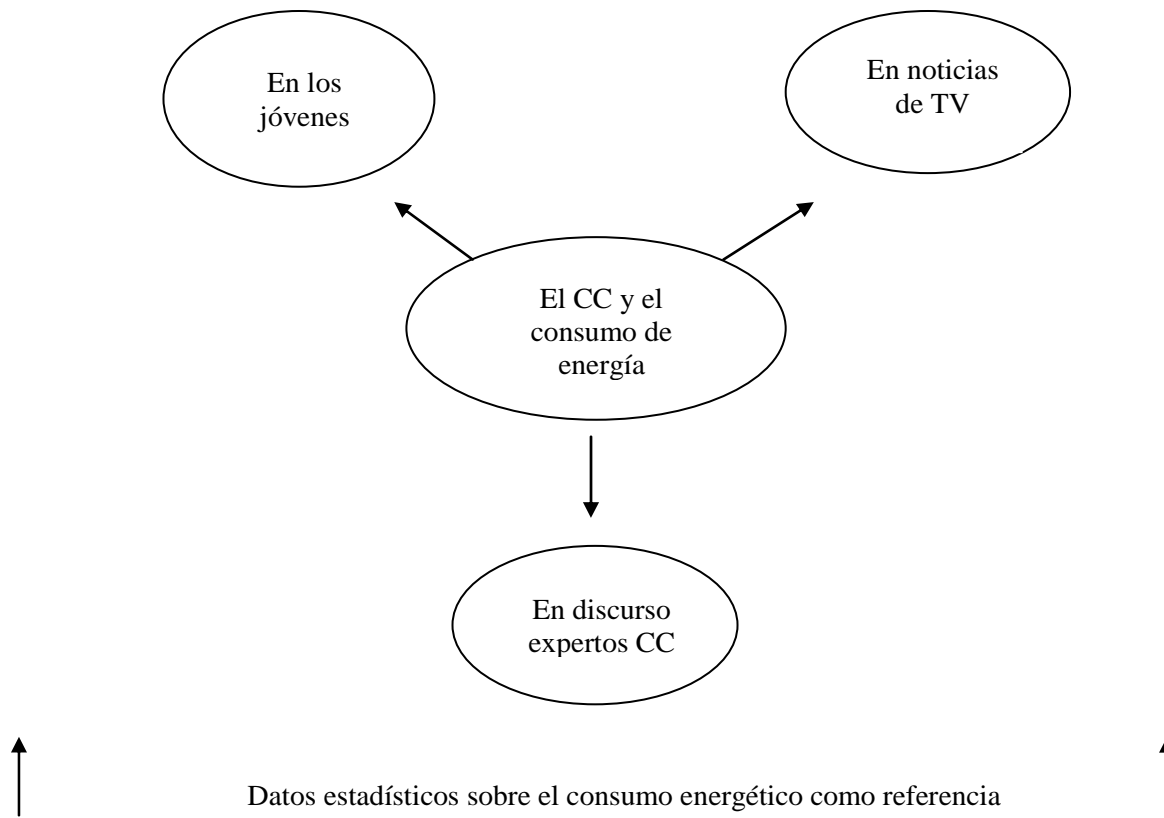 En los
jóvenes
En noticias
de TV
El CC y el
consumo de
energía
En discurso
expertos CC
Datos estadísticos sobre el consumo energético como referencia